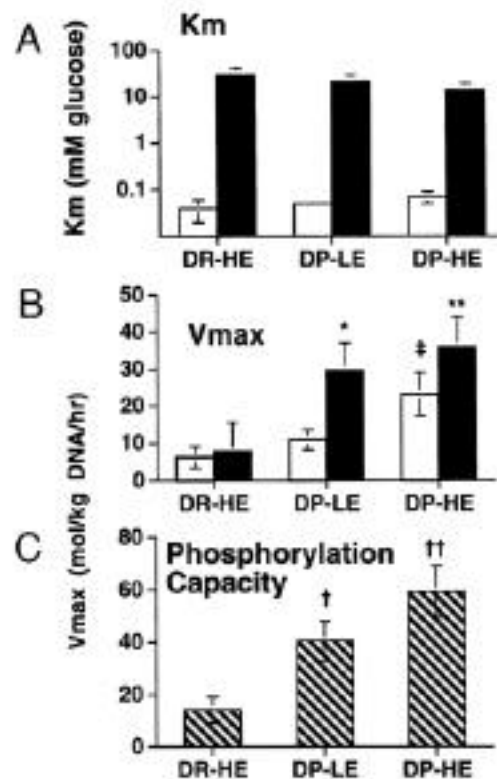 A
Km
Km (mM glucose)
100
10
1
0.1
DR-HE DP-LE DP-HE
B
Vmax
Vmax (mol/kg DNA/hr)
50
40
30
20
10
0
* ‡ **
DR-HE DP-LE DP-HE
C
Phosphorylation
Capacity
80
60
40
20
0
† ††
DR-HE DP-LE DP-HE